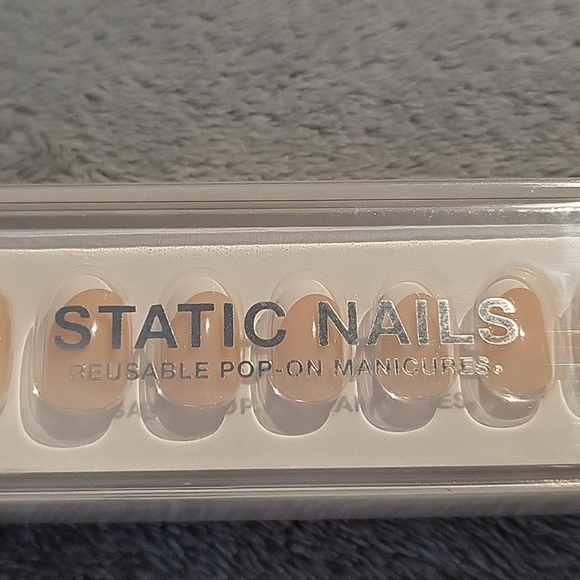 STATIC NAILS
REUSABLE POP-ON MANICURES®